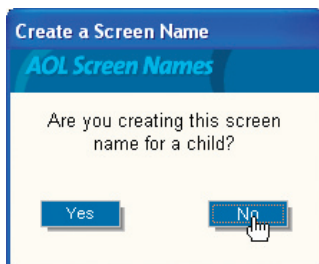 Create a Screen Name
AOL Screen Names
Are you creating this screen
name for a child?
Yes
No